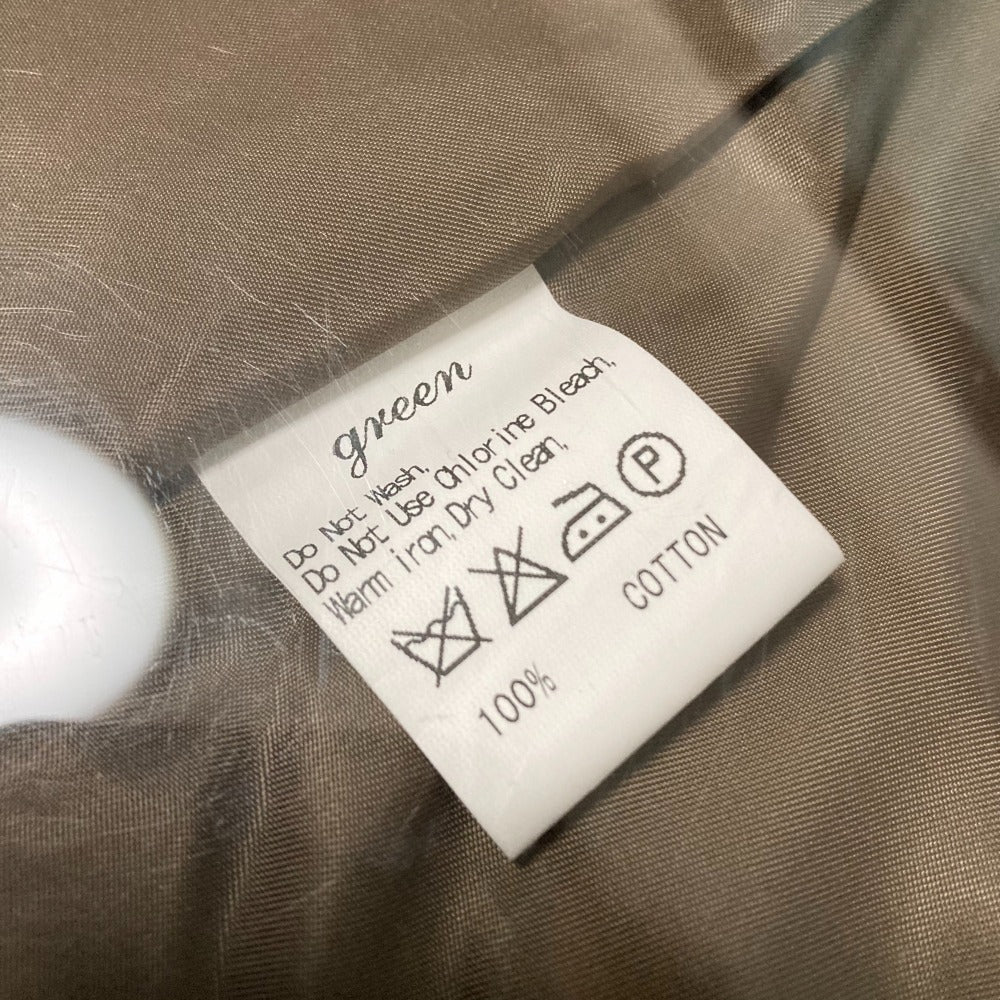 green
Do Not Wash,
Do Not Use Chlorine Bleach,
Warm iron, Dry Clean,
P
100% COTTON